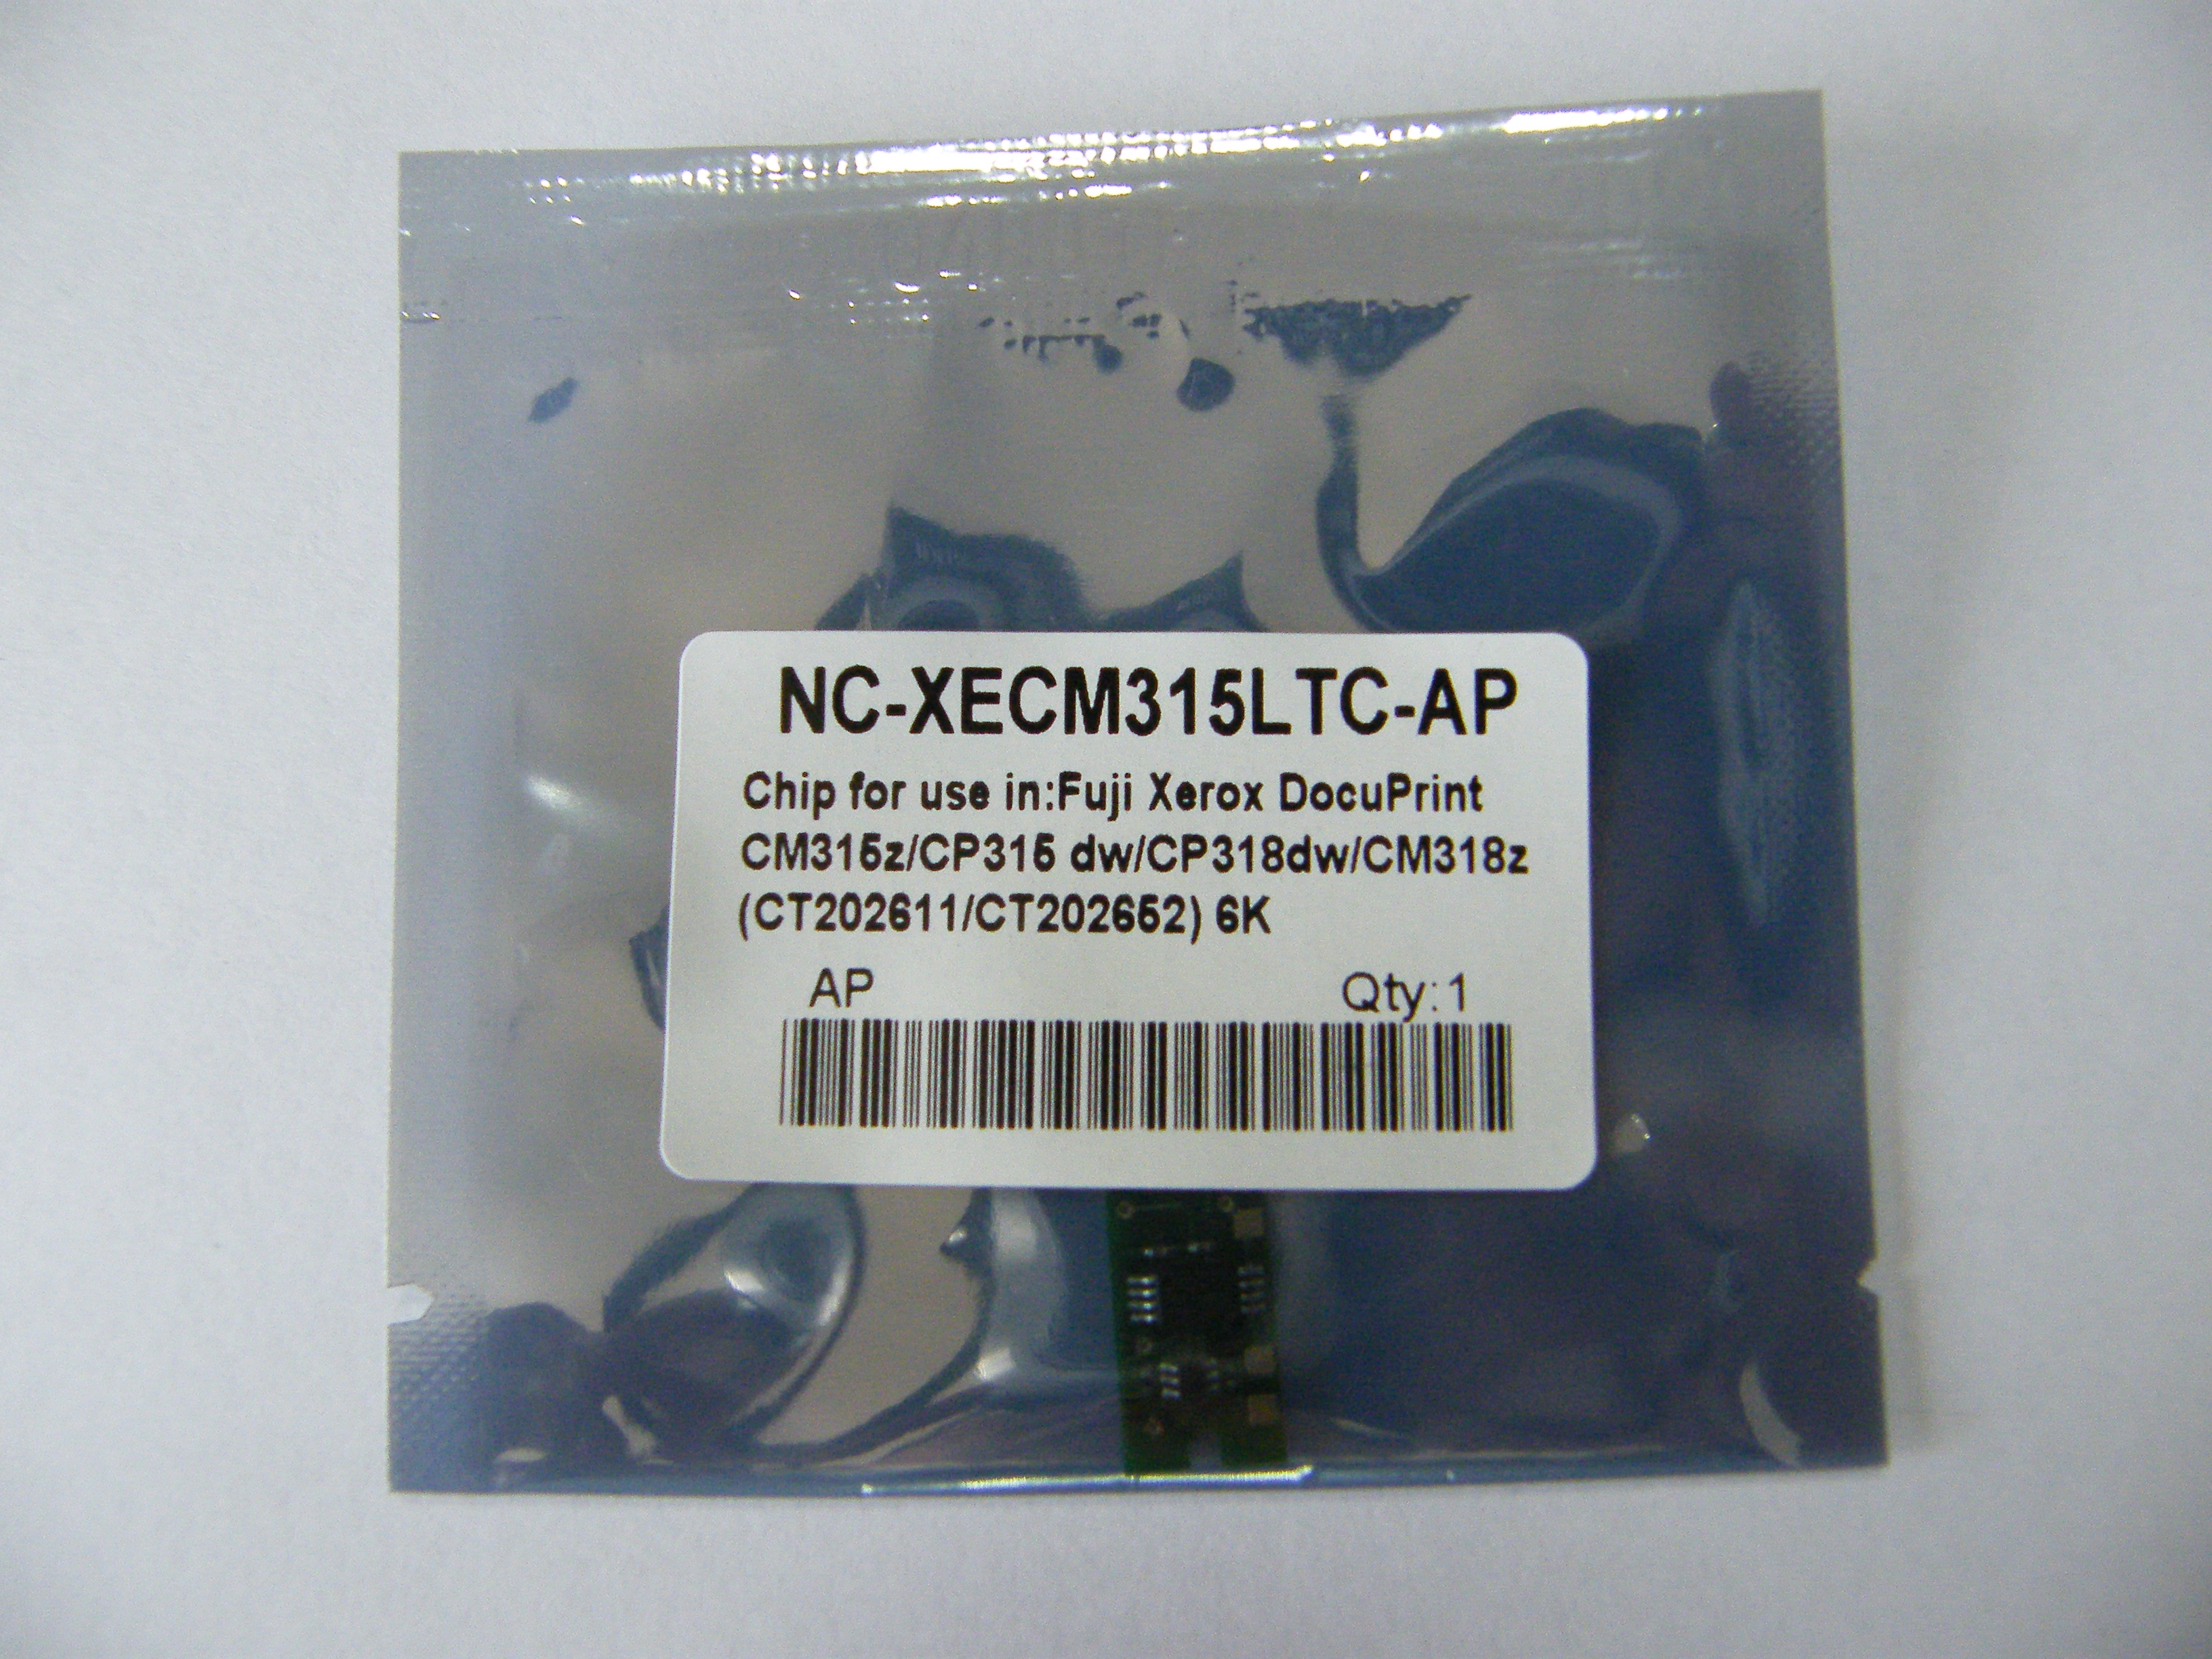 NC-XECM315LTC-AP
Chip for use in:Fuji Xerox DocuPrint
CM315z/CP315 dw/CP318dw/CM318z
(CT202611/CT202652) 6K
AP Qty:1